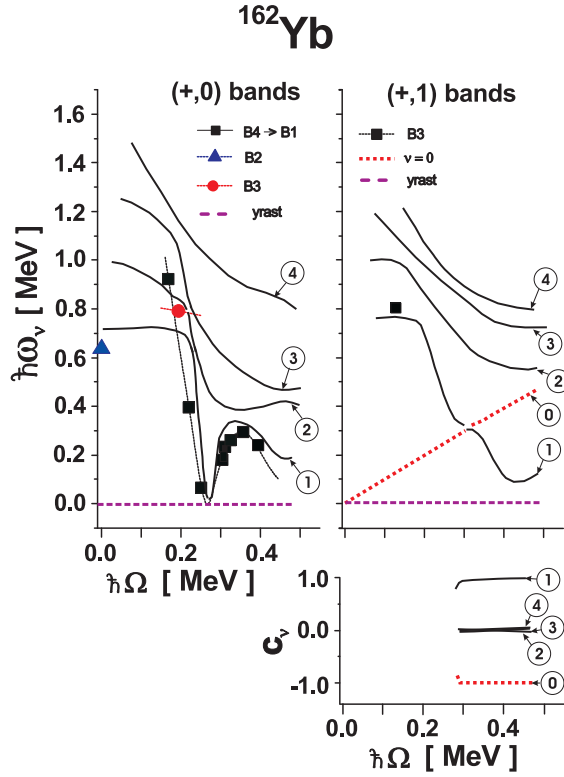 ¹⁶²Yb
(+,0) bands
B4 → B1
B2
B3
yrast
(+,1) bands
B3
ν = 0
yrast
ℏω_ν [ MeV ]
1.6
1.4
1.2
1.0
0.8
0.6
0.4
0.2
0.0
4
3
2
1
4
3
2
0
1
0.0 0.2 0.4
ℏΩ [ MeV ]
c_ν
1.0
0.0
-1.0
1
4
3
2
0
0.0 0.2 0.4
ℏΩ [ MeV ]